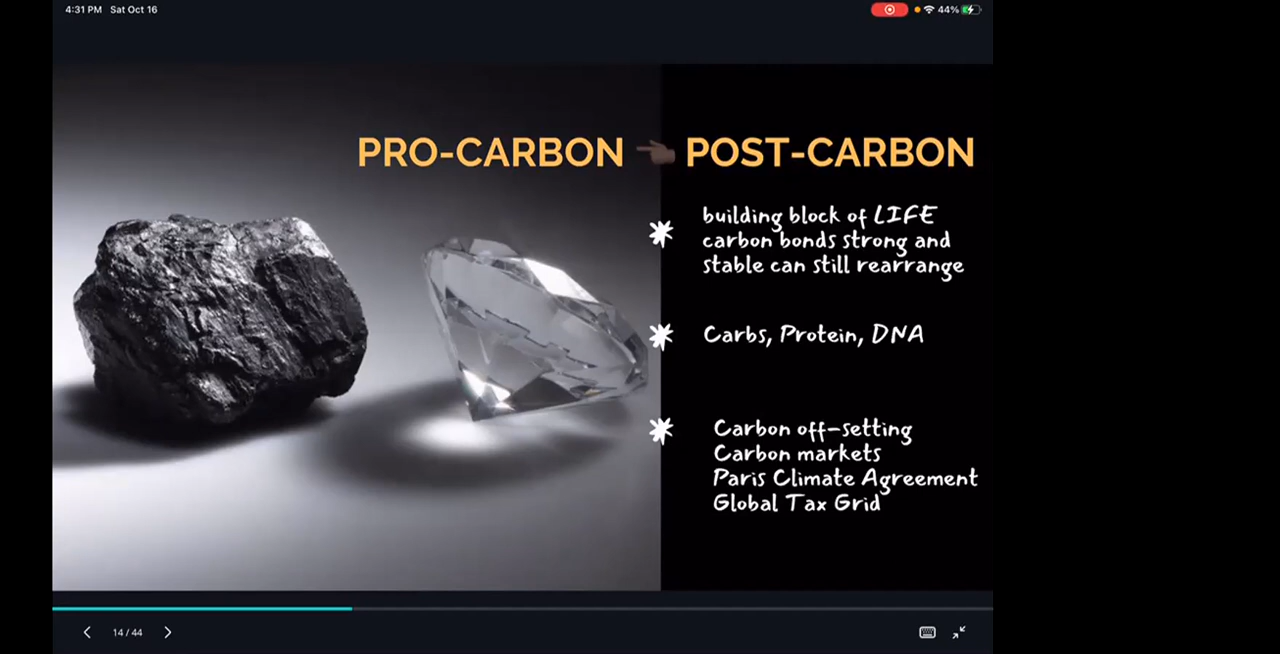 4:31 PM Sat Oct 16
44%
PRO-CARBON POST-CARBON
building block of LIFE
carbon bonds strong and
stable can still rearrange
Carbs, Protein, DNA
Carbon off-setting
Carbon markets
Paris Climate Agreement
Global Tax Grid
14 / 44